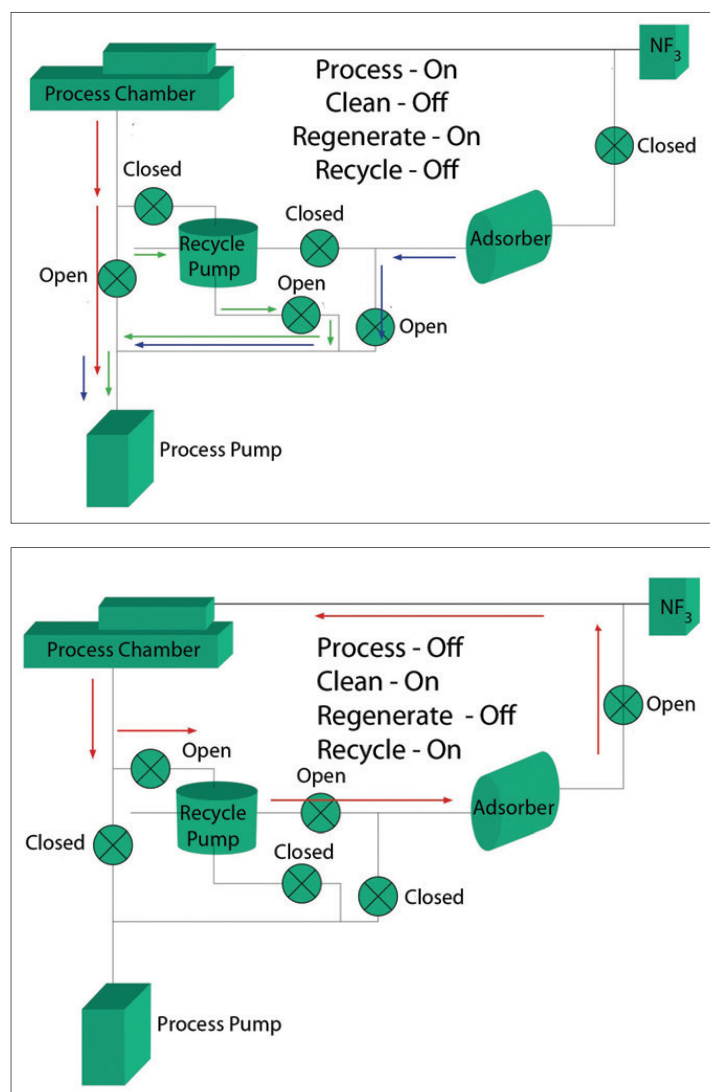 NF3
Process - On
Clean - Off
Regenerate - On
Recycle - Off
Process Chamber
Closed
Closed
Closed
Recycle
Pump
Adsorber
Open
Open
Open
Process Pump
NF3
Process - Off
Clean - On
Regenerate - Off
Recycle - On
Process Chamber
Open
Open
Open
Recycle
Pump
Adsorber
Closed
Closed
Closed
Process Pump